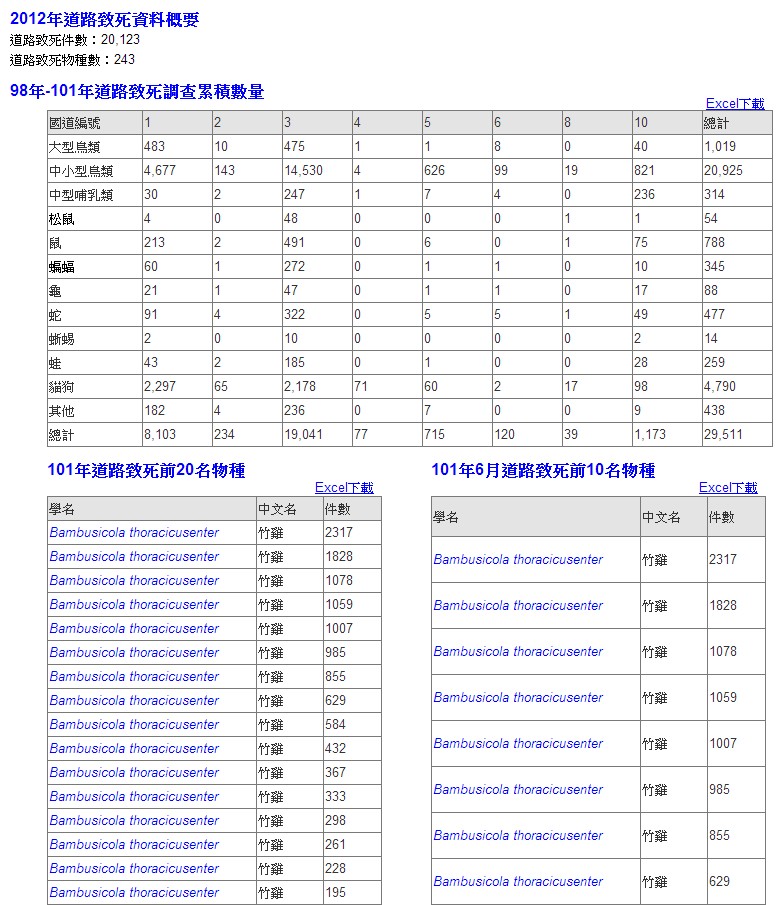 2012年道路致死資料概要
道路致死件數：20,123
道路致死物種數：243
98年-101年道路致死調查累積數量
Excel下載
國道編號 1 2 3 4 5 6 8 10 總計
大型鳥類 483 10 475 1 1 8 0 40 1,019
中小型鳥類 4,677 143 14,530 4 626 99 19 821 20,925
中型哺乳類 30 2 247 1 7 4 0 236 314
松鼠 4 0 48 0 0 0 1 1 54
鼠 213 2 491 0 6 0 1 75 788
蝙蝠 60 1 272 0 1 1 0 10 345
龜 21 1 47 0 1 1 0 17 88
蛇 91 4 322 0 5 5 1 49 477
蜥蜴 2 0 10 0 0 0 0 2 14
蛙 43 2 185 0 1 0 0 28 259
貓狗 2,297 65 2,178 71 60 2 17 98 4,790
其他 182 4 236 0 7 0 0 9 438
總計 8,103 234 19,041 77 715 120 39 1,173 29,511
101年道路致死前20名物種
Excel下載
學名 中文名 件數
Bambusicola thoracicusenter 竹雞 2317
Bambusicola thoracicusenter 竹雞 1828
Bambusicola thoracicusenter 竹雞 1078
Bambusicola thoracicusenter 竹雞 1059
Bambusicola thoracicusenter 竹雞 1007
Bambusicola thoracicusenter 竹雞 985
Bambusicola thoracicusenter 竹雞 855
Bambusicola thoracicusenter 竹雞 629
Bambusicola thoracicusenter 竹雞 584
Bambusicola thoracicusenter 竹雞 432
Bambusicola thoracicusenter 竹雞 367
Bambusicola thoracicusenter 竹雞 333
Bambusicola thoracicusenter 竹雞 298
Bambusicola thoracicusenter 竹雞 261
Bambusicola thoracicusenter 竹雞 228
Bambusicola thoracicusenter 竹雞 195
101年6月道路致死前10名物種
Excel下載
學名 中文名 件數
Bambusicola thoracicusenter 竹雞 2317
Bambusicola thoracicusenter 竹雞 1828
Bambusicola thoracicusenter 竹雞 1078
Bambusicola thoracicusenter 竹雞 1059
Bambusicola thoracicusenter 竹雞 1007
Bambusicola thoracicusenter 竹雞 985
Bambusicola thoracicusenter 竹雞 855
Bambusicola thoracicusenter 竹雞 629